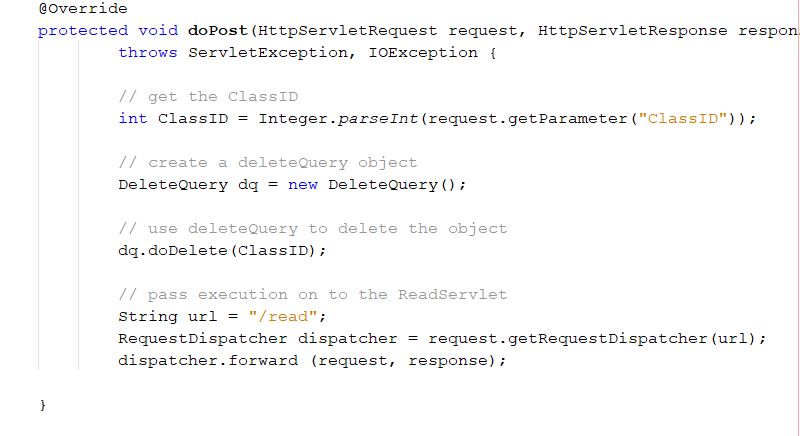 @Override
protected void doPost(HttpServletRequest request, HttpServletResponse respon
throws ServletException, IOException {
// get the ClassID
int ClassID = Integer.parseInt(request.getParameter("ClassID"));
// create a deleteQuery object
DeleteQuery dq = new DeleteQuery();
// use deleteQuery to delete the object
dq.doDelete(ClassID);
// pass execution on to the ReadServlet
String url = "/read";
RequestDispatcher dispatcher = request.getRequestDispatcher(url);
dispatcher.forward (request, response);
}